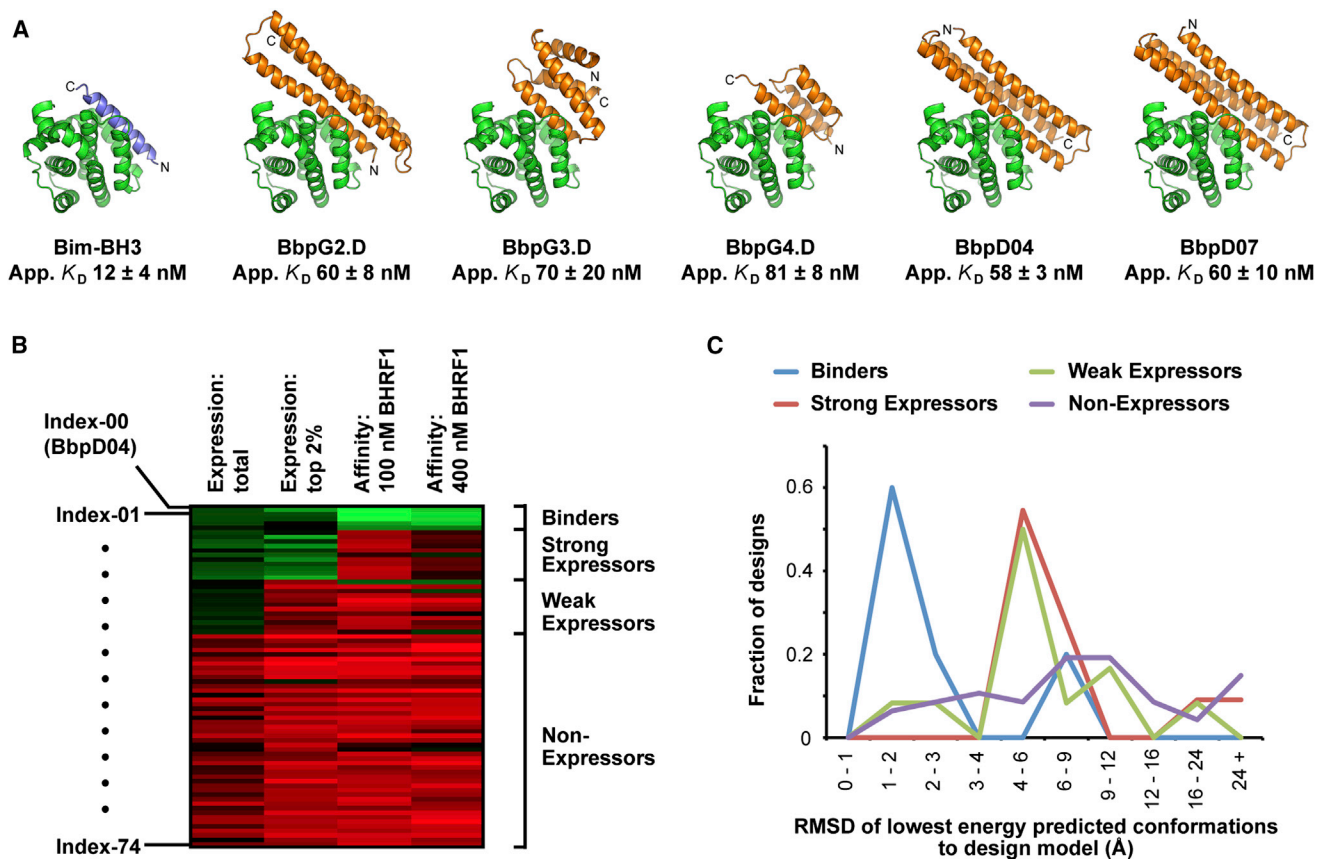 A
C
N
Bim-BH3
App. KD 12 ± 4 nM
C
N
BbpG2.D
App. KD 60 ± 8 nM
N
C
BbpG3.D
App. KD 70 ± 20 nM
C
N
BbpG4.D
App. KD 81 ± 8 nM
N
C
BbpD04
App. KD 58 ± 3 nM
N
C
BbpD07
App. KD 60 ± 10 nM
B
Expression:
total
Expression:
top 2%
Affinity:
100 nM BHRF1
Affinity:
400 nM BHRF1
Index-00
(BbpD04)
Index-01
Index-74
Binders
Strong
Expressors
Weak
Expressors
Non-
Expressors
C
Binders
Strong Expressors
Weak Expressors
Non-Expressors
Fraction of designs
0.6
0.4
0.2
0
0 - 1
1 - 2
2 - 3
3 - 4
4 - 6
6 - 9
9 - 12
12 - 16
16 - 24
24 +
RMSD of lowest energy predicted conformations
to design model (Å)